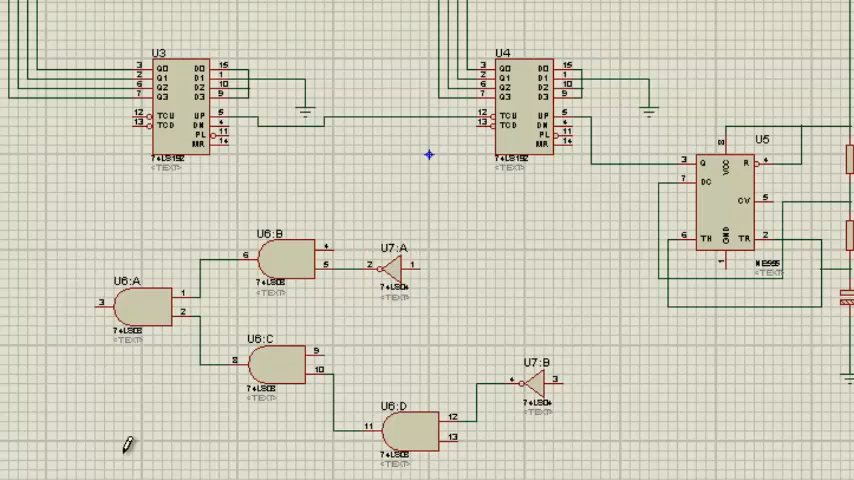 U3
3 Q0 D0 15
2 Q1 D1 1
6 Q2 D2 10
7 Q3 D3 9
12 TCU UP 5
13 TCD DN 4
PL 11
MR 14
74LS192
<TEXT>
U4
3 Q0 D0 15
2 Q1 D1 1
6 Q2 D2 10
7 Q3 D3 9
12 TCU UP 5
13 TCD DN 4
PL 11
MR 14
74LS192
<TEXT>
U5
8
VCC
3 Q R 4
7 DC
CV 5
6 TH TR 2
GND
1
NE555
<TEXT>
U6:B
6
4
5
74LS08
<TEXT>
U7:A
2 1
74LS04
<TEXT>
U6:A
3
1
2
74LS08
<TEXT>
U6:C
8
9
10
74LS08
<TEXT>
U7:B
4 3
74LS04
<TEXT>
U6:D
11
12
13
74LS08
<TEXT>